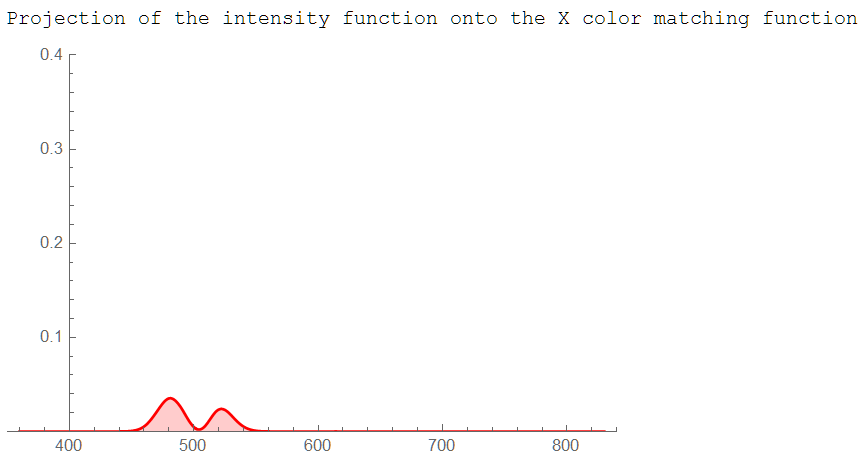 Projection of the intensity function onto the X color matching function
0.4
0.3
0.2
0.1
400 500 600 700 800